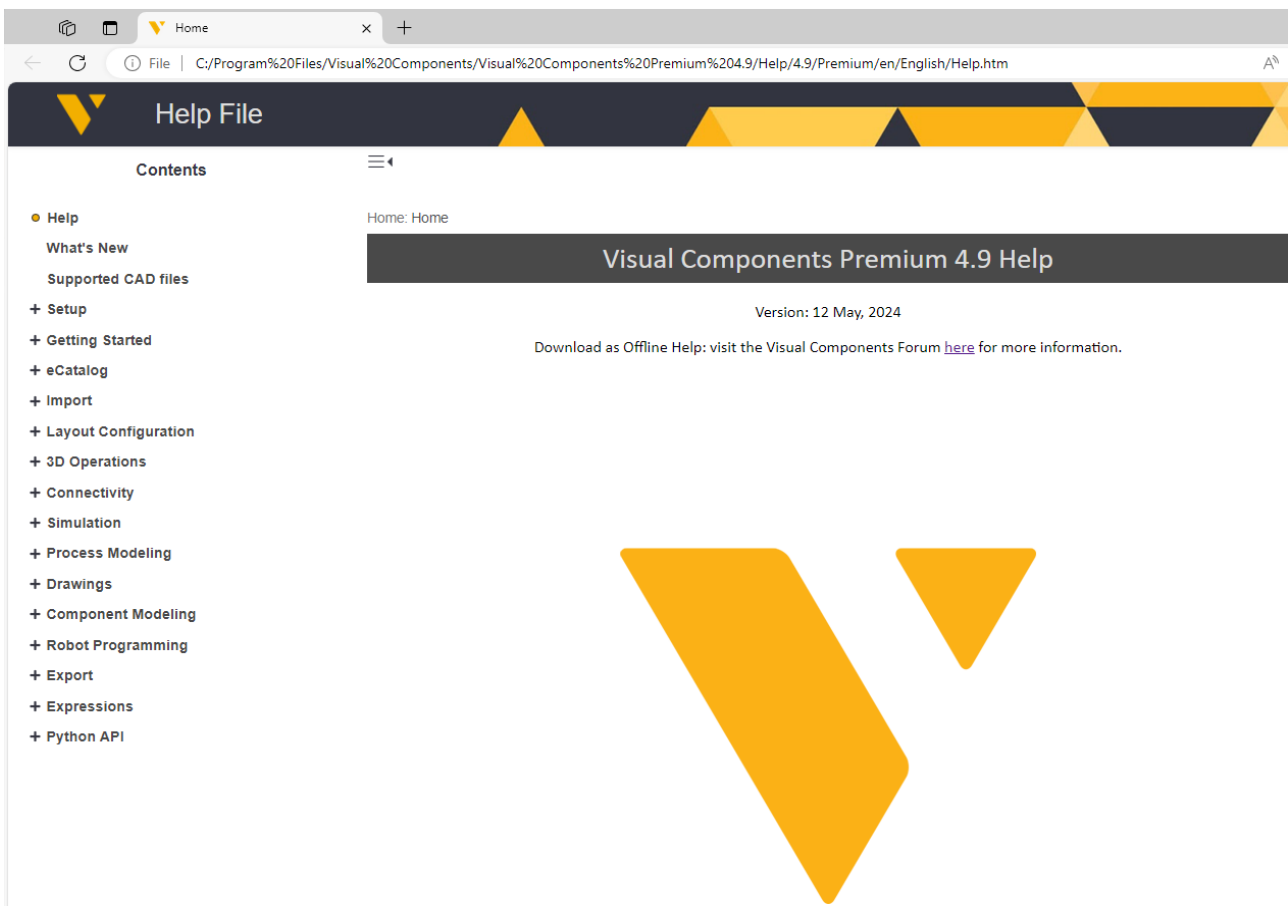 Home
File | C:/Program%20Files/Visual%20Components/Visual%20Components%20Premium%204.9/Help/4.9/Premium/en/English/Help.htm
Help File
Contents
Help
What's New
Supported CAD files
+ Setup
+ Getting Started
+ eCatalog
+ Import
+ Layout Configuration
+ 3D Operations
+ Connectivity
+ Simulation
+ Process Modeling
+ Drawings
+ Component Modeling
+ Robot Programming
+ Export
+ Expressions
+ Python API
Home: Home
Visual Components Premium 4.9 Help
Version: 12 May, 2024
Download as Offline Help: visit the Visual Components Forum here for more information.